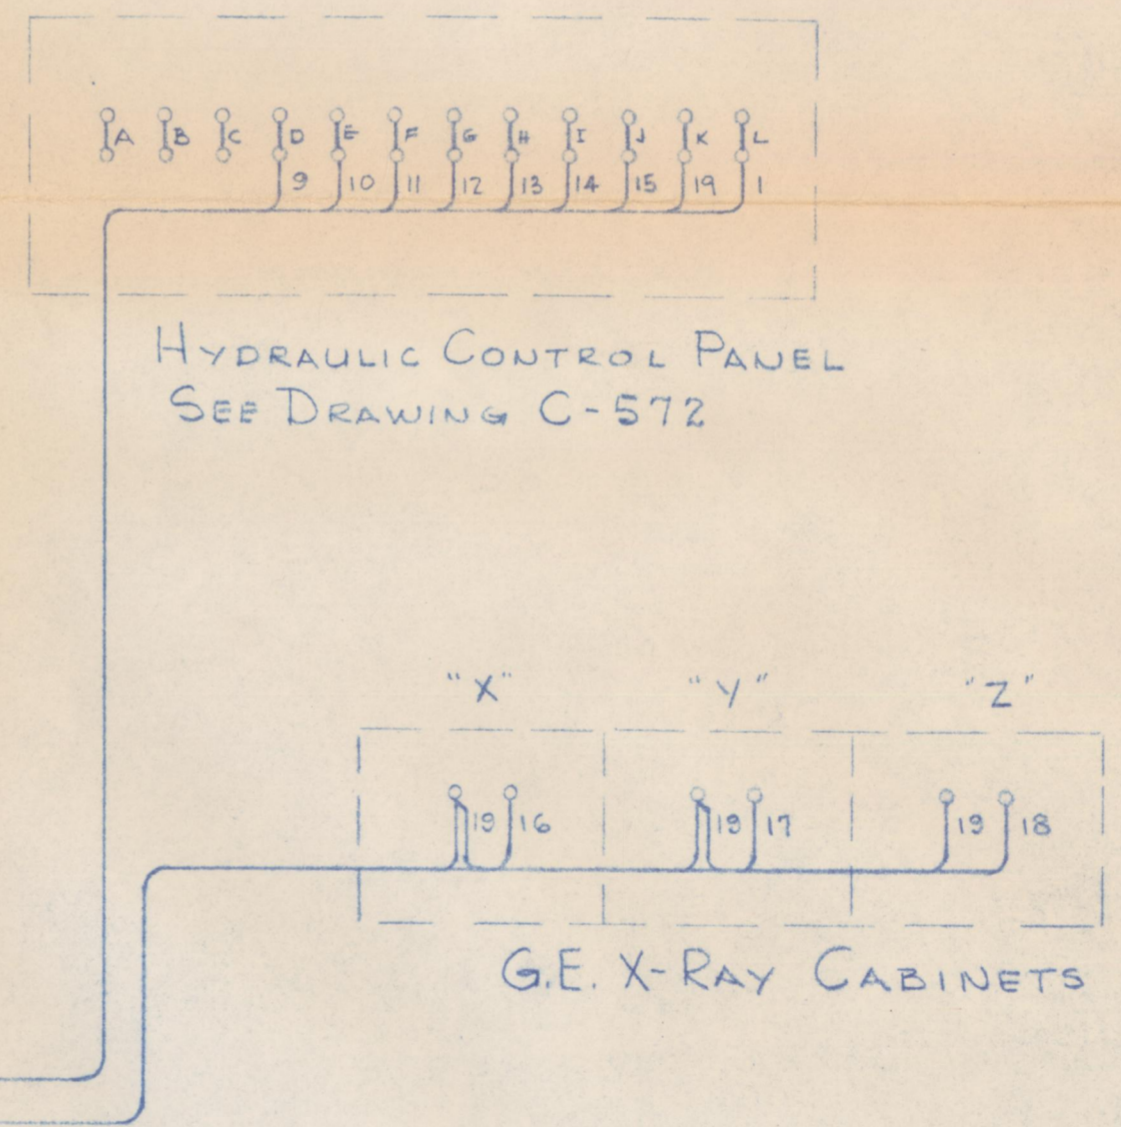 A B C D E F G H I J K L
9 10 11 12 13 14 15 19 1
HYDRAULIC CONTROL PANEL
SEE DRAWING C-572
"X" "Y" "Z"
19 16 19 17 19 18
G.E. X-RAY CABINETS